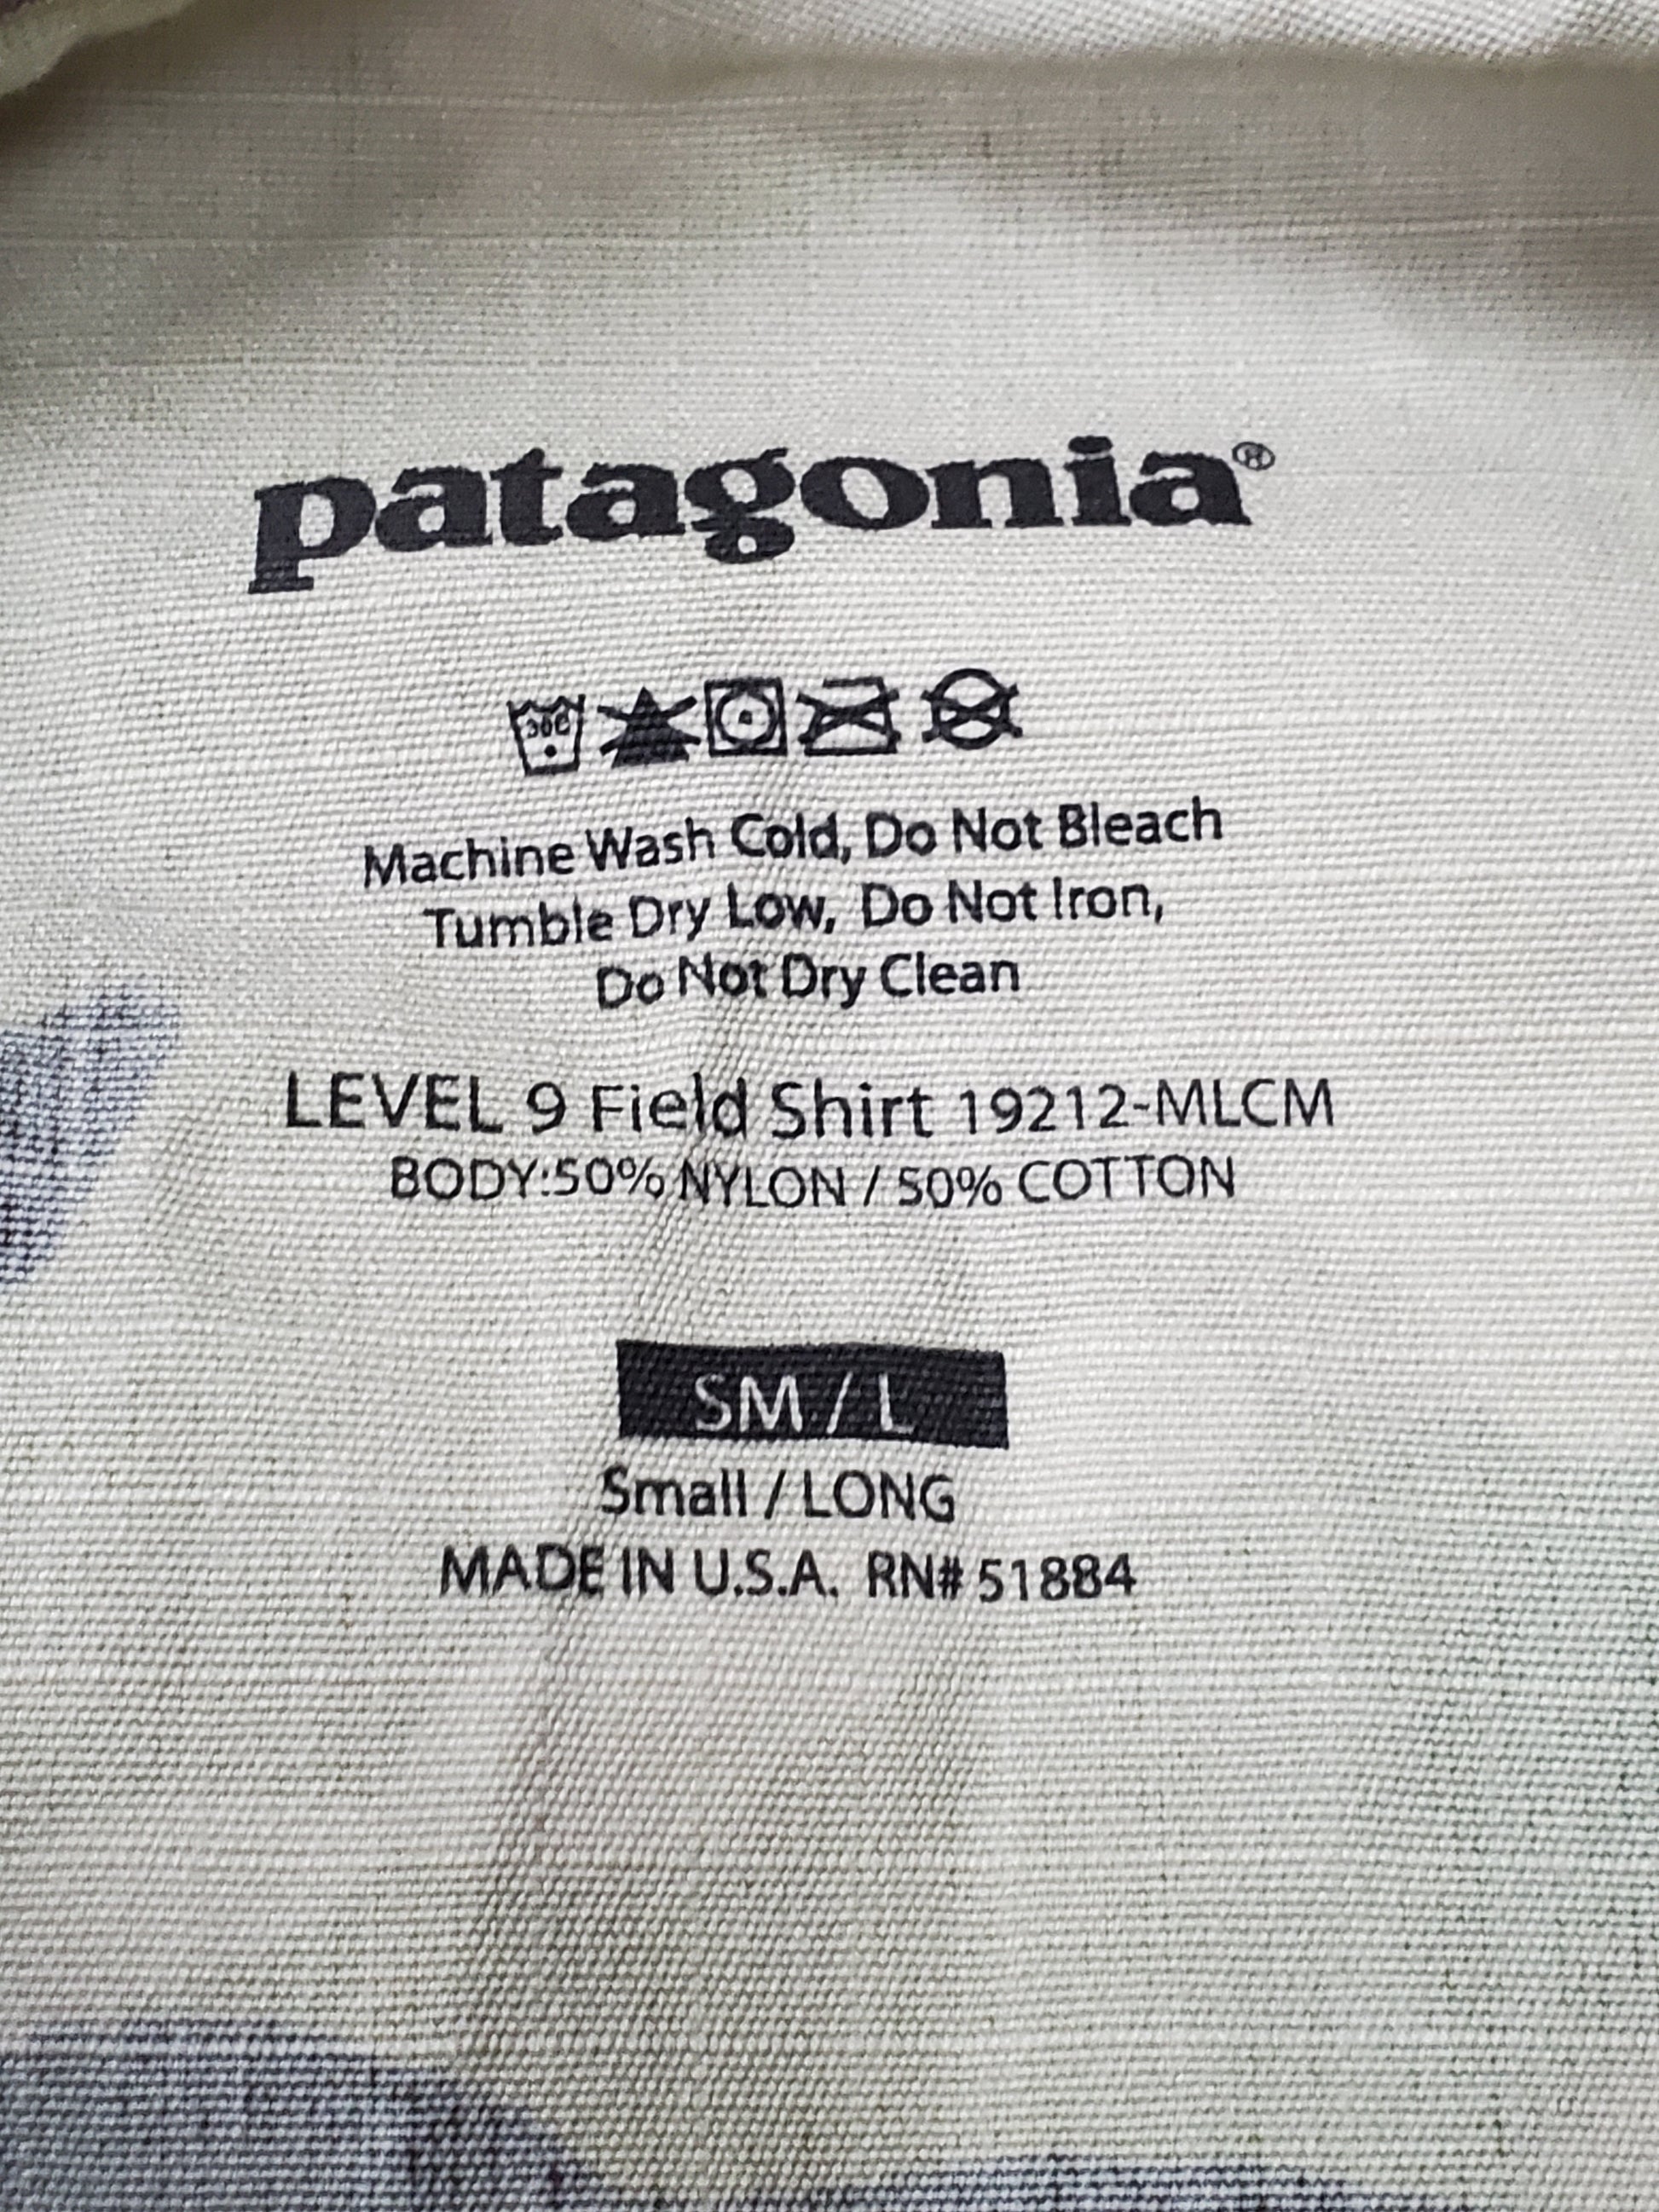 patagonia®
30C
Machine Wash Cold, Do Not Bleach
Tumble Dry Low, Do Not Iron,
Do Not Dry Clean
LEVEL 9 Field Shirt 19212-MLCM
BODY:50% NYLON / 50% COTTON
SM / L
Small / LONG
MADE IN U.S.A. RN# 51884